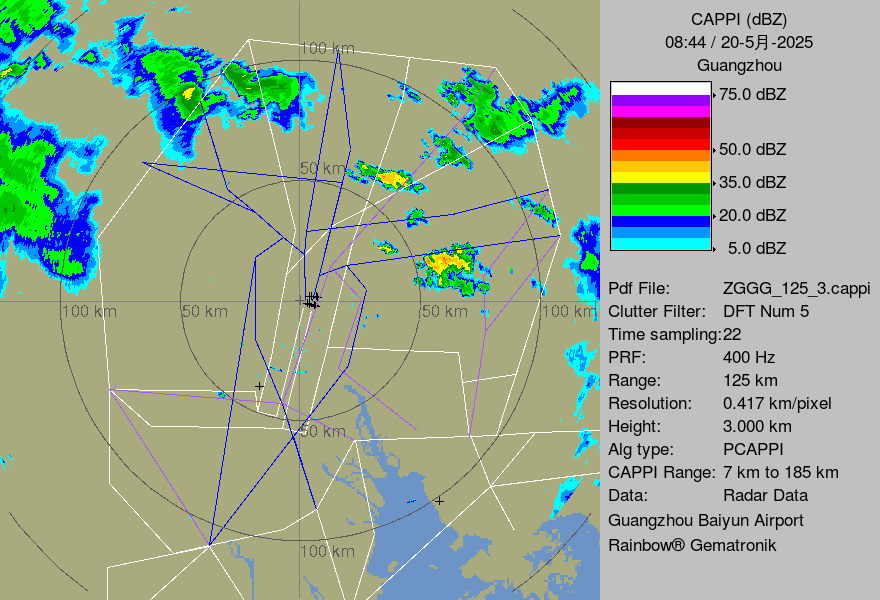 CAPPI (dBZ)
08:44 / 20-5月-2025
Guangzhou
75.0 dBZ
50.0 dBZ
35.0 dBZ
20.0 dBZ
5.0 dBZ
Pdf File: ZGGG_125_3.cappi
Clutter Filter: DFT Num 5
Time sampling:22
PRF: 400 Hz
Range: 125 km
Resolution: 0.417 km/pixel
Height: 3.000 km
Alg type: PCAPPI
CAPPI Range: 7 km to 185 km
Data: Radar Data
Guangzhou Baiyun Airport
Rainbow® Gematronik
100 km
50 km
100 km
50 km
50 km
100 km
50 km
100 km